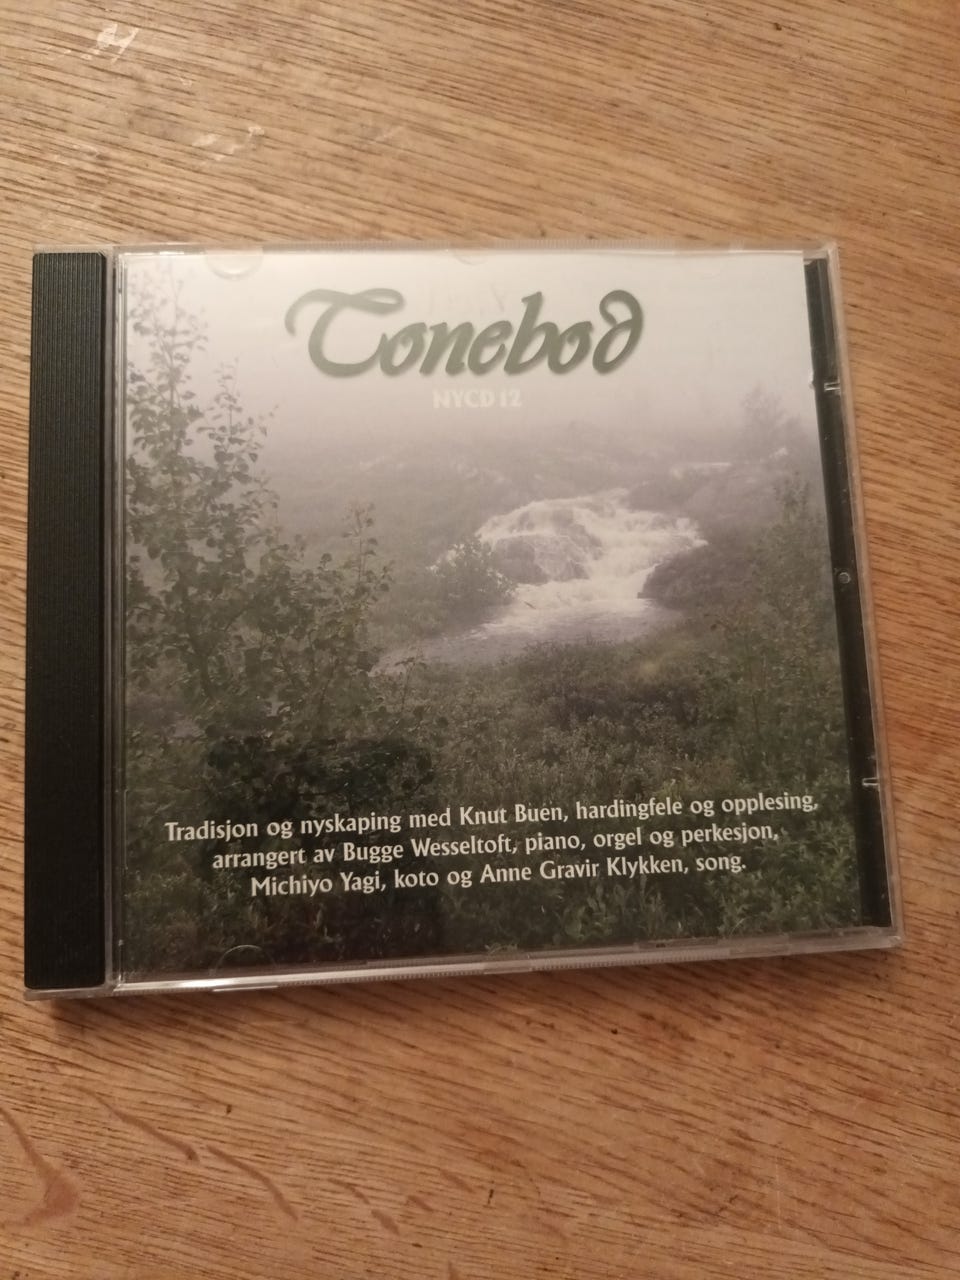 Tonebod
NYCD 12
Tradisjon og nyskaping med Knut Buen, hardingfele og opplesing,
arrangert av Bugge Wesseltoft, piano, orgel og perkesjon,
Michiyo Yagi, koto og Anne Gravir Klykken, song.